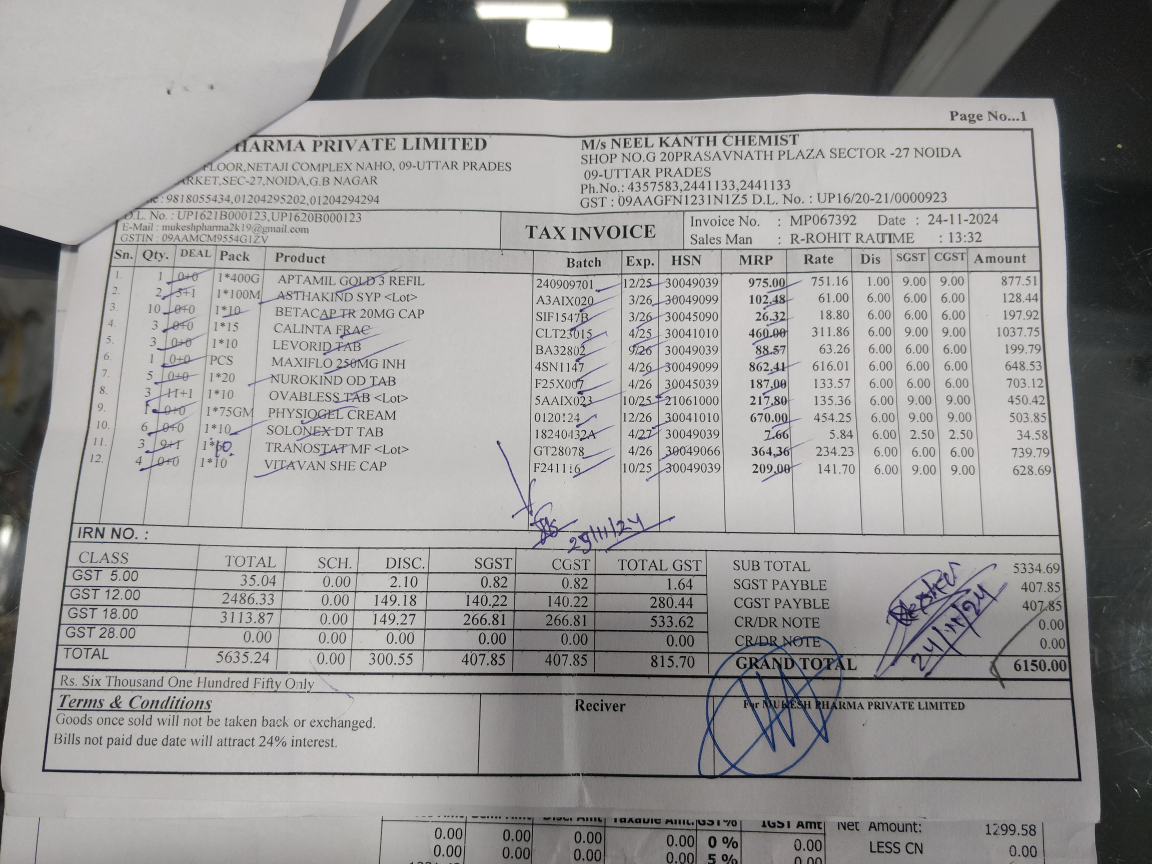 Page No...1
HARMA PRIVATE LIMITED
FLOOR,NETAJI COMPLEX NAHO, 09-UTTAR PRADES
ARKET,SEC-27,NOIDA,G.B NAGAR
: 9818055434,01204295202,01204294294
D.L. No. : UP1621B000123,UP1620B000123
E-Mail : mukeshpharma2k19@gmail.com
GSTIN : 09AAMCM9554G1ZV
M/s NEEL KANTH CHEMIST
SHOP NO.G 20PRASAVNATH PLAZA SECTOR -27 NOIDA
09-UTTAR PRADES
Ph.No.: 4357583,2441133,2441133
GST : 09AAGFN1231N1Z5 D.L. No. : UP16/20-21/0000923
TAX INVOICE
Invoice No. : MP067392 Date : 24-11-2024
Sales Man : R-ROHIT RAUTIME : 13:32
Sn. Qty. DEAL Pack Product Batch Exp. HSN MRP Rate Dis SGST CGST Amount
1. 1 0+0 1*400G APTAMIL GOLD 3 REFIL 240909701 12/25 30049039 975.00 751.16 1.00 9.00 9.00 877.51
2. 2 5+1 1*100M ASTHAKIND SYP <Lot> A3AIX020 3/26 30049099 102.48 61.00 6.00 6.00 6.00 128.44
3. 10 0+0 1*10 BETACAP TR 20MG CAP SIF1547B 3/26 30045090 26.32 18.80 6.00 6.00 6.00 197.92
4. 3 0+0 1*15 CALINTA FRAC CLT23015 4/25 30041010 460.00 311.86 6.00 9.00 9.00 1037.75
5. 3 0+0 1*10 LEVORID TAB BA32802 9/26 30049099 88.57 63.26 6.00 6.00 6.00 199.79
6. 1 0+0 PCS MAXIFLO 250MG INH 4SN1147 4/26 30049099 862.41 616.01 6.00 6.00 6.00 648.53
7. 5 0+0 1*20 NUROKIND OD TAB F25X007 4/26 30045039 187.00 133.57 6.00 6.00 6.00 703.12
8. 3 11+1 1*10 OVABLESS TAB <Lot> 5AAIX023 10/25 21061000 217.80 135.36 6.00 9.00 9.00 450.42
9. 1 0+0 1*75GM PHYSIOGEL CREAM 0120124 12/26 30041010 670.00 454.25 6.00 9.00 9.00 503.85
10. 6 0+0 1*10 SOLONEX DT TAB 18240432A 4/27 30049039 7.66 5.84 6.00 2.50 2.50 34.58
11. 3 9+1 TRANOSTAT MF <Lot> GT28078 4/26 30049066 364.36 234.23 6.00 6.00 6.00 739.79
12. 4 0+0 1*10 VITAVAN SHE CAP F241116 10/25 30049039 209.00 141.70 6.00 9.00 9.00 628.69
IRN NO. :
CLASS TOTAL SCH. DISC. SGST CGST TOTAL GST
GST 5.00 35.04 0.00 2.10 0.82 0.82 1.64
GST 12.00 2486.33 0.00 149.18 140.22 140.22 280.44
GST 18.00 3113.87 0.00 149.27 266.81 266.81 533.62
GST 28.00 0.00 0.00 0.00 0.00 0.00 0.00
TOTAL 5635.24 0.00 300.55 407.85 407.85 815.70
SUB TOTAL 5334.69
SGST PAYBLE 407.85
CGST PAYBLE 407.85
CR/DR NOTE 0.00
CR/DR NOTE 0.00
GRAND TOTAL 6150.00
24/11/24
Rs. Six Thousand One Hundred Fifty Only
Terms & Conditions
Goods once sold will not be taken back or exchanged.
Bills not paid due date will attract 24% interest.
Reciver
For MUKESH PHARMA PRIVATE LIMITED
Taxable Amt. GST% IGST Amt Net Amount: 1299.58
0.00 0.00 0.00 0.00 0 % 0.00 LESS CN 0.00
0.00 0.00 0.00 5 %